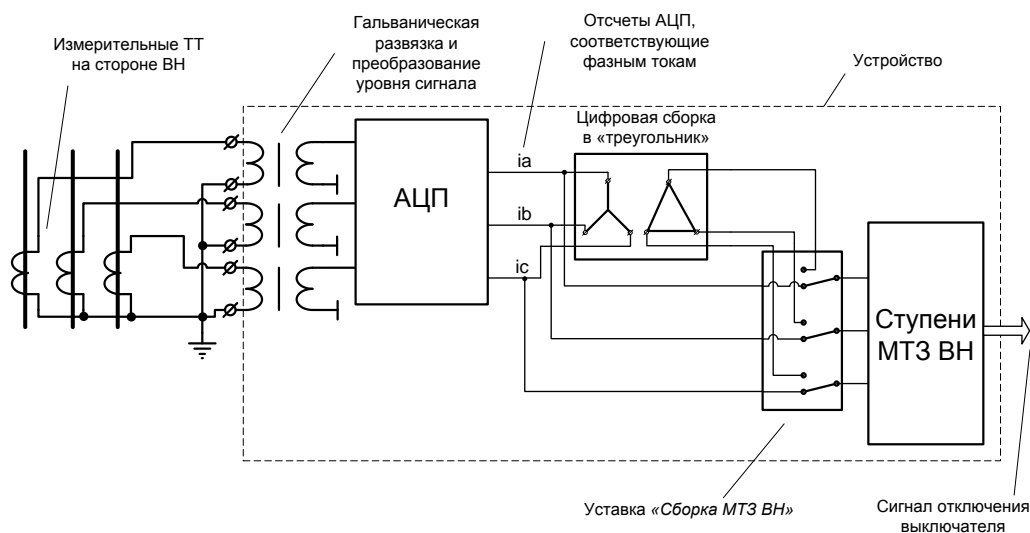 Измерительные ТТ
на стороне ВН
Гальваническая
развязка и
преобразование
уровня сигнала
Отсчеты АЦП,
соответствующие
фазным токам
Устройство
Цифровая сборка
в «треугольник»
АЦП
ia
ib
ic
Ступени
МТЗ ВН
Уставка «Сборка МТЗ ВН»
Сигнал отключения
выключателя